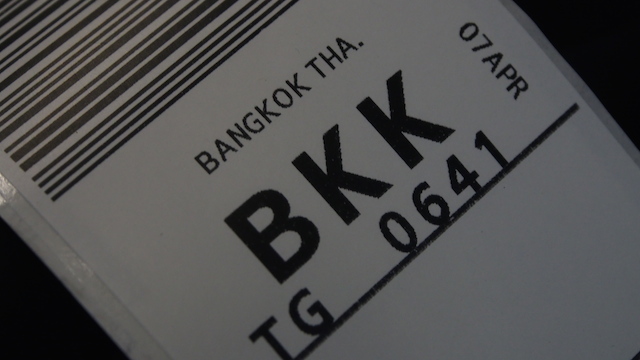 BANGKOK THA.
07APR
BKK
TG 0641